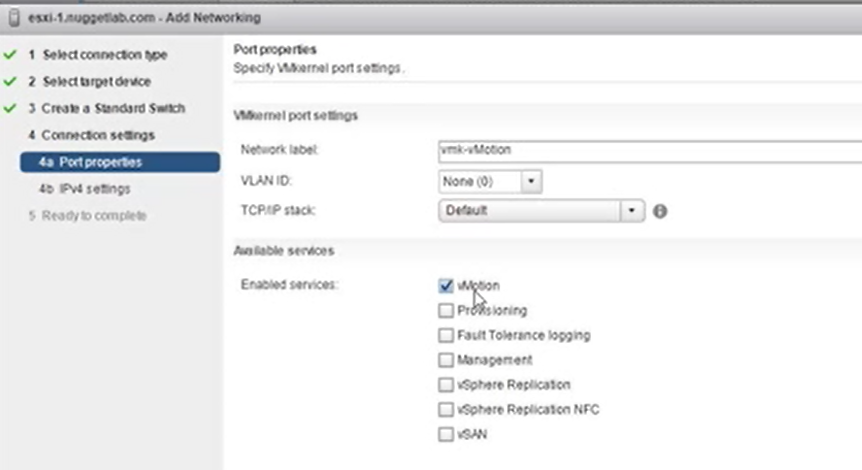 esxi-1.nuggetlab.com - Add Networking
1 Select connection type
2 Select target device
3 Create a Standard Switch
4 Connection settings
4a Port properties
4b IPv4 settings
5 Ready to complete
Port properties
Specify VMkernel port settings.
VMkernel port settings
Network label: vmk-vMotion
VLAN ID: None (0)
TCP/IP stack: Default
Available services
Enabled services: vMotion
Provisioning
Fault Tolerance logging
Management
vSphere Replication
vSphere Replication NFC
vSAN